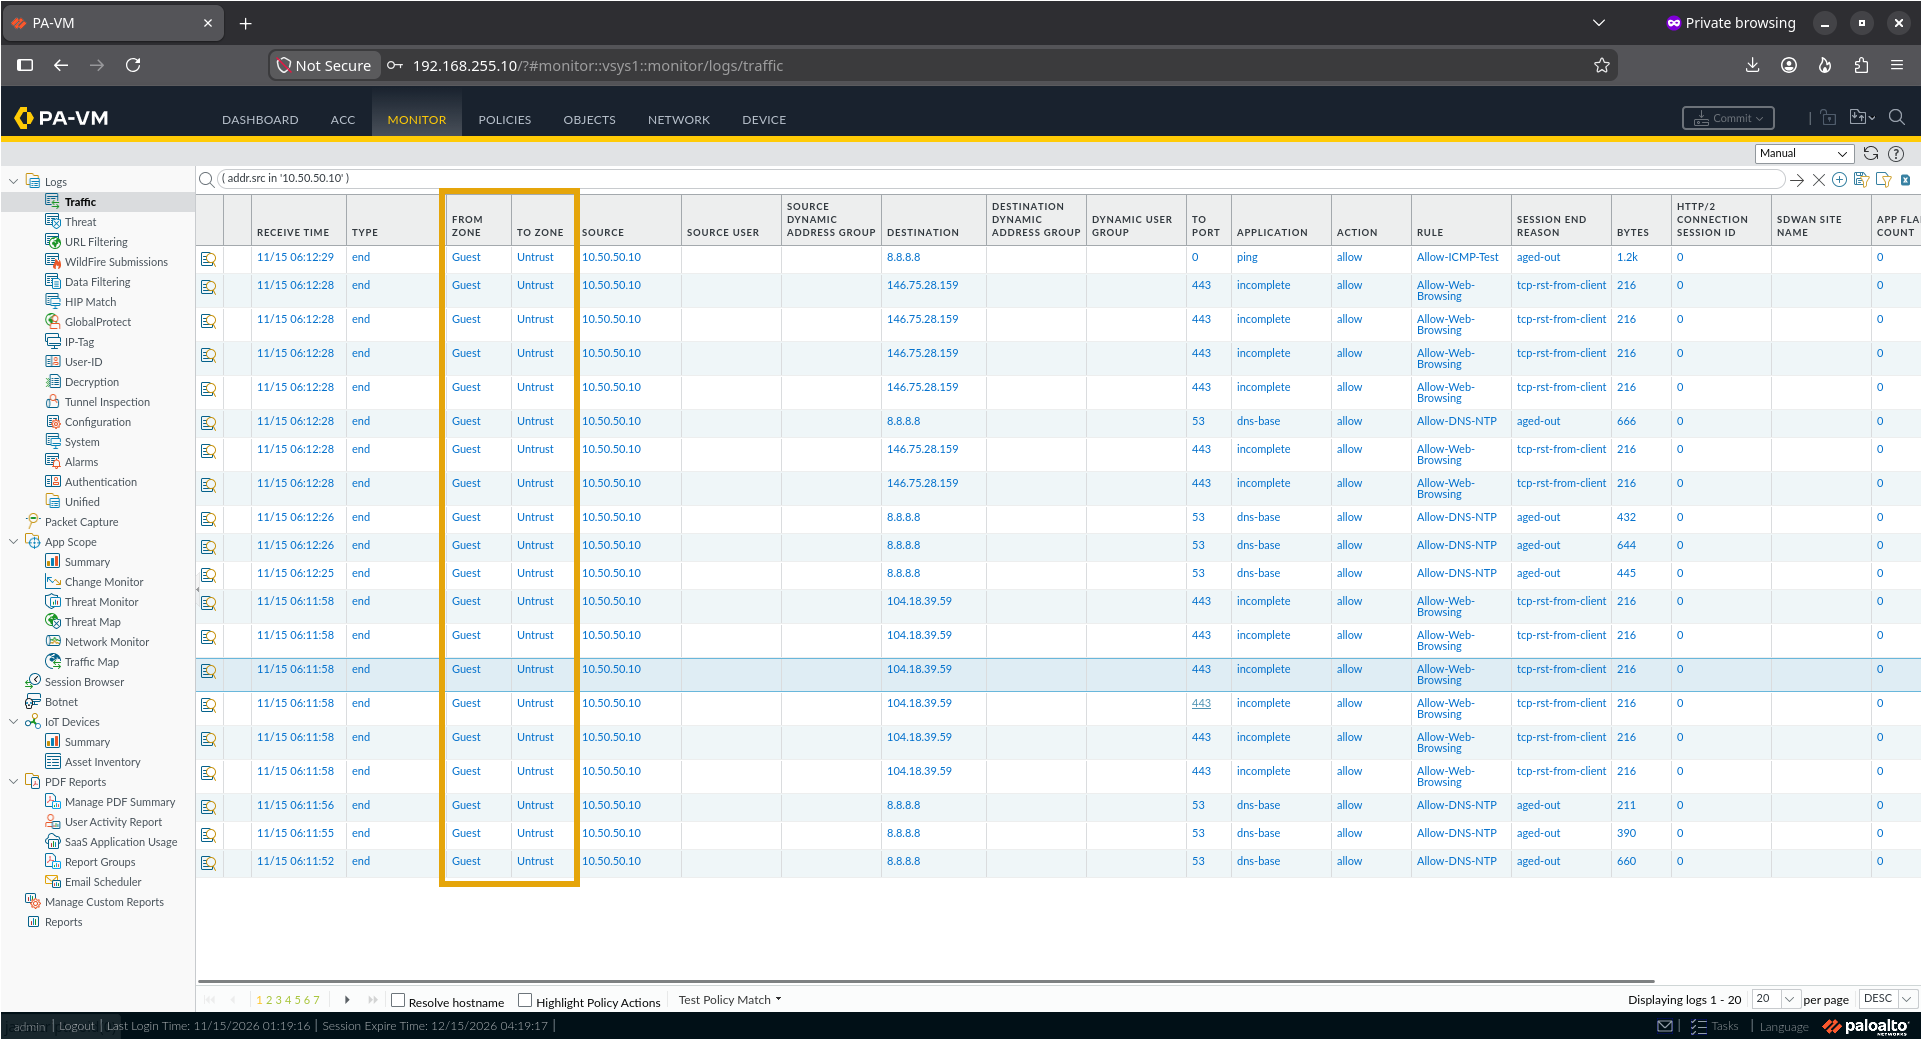 PA-VM
Private browsing
Not Secure
192.168.255.10/?#monitor::vsys1::monitor/logs/traffic
PA-VM
DASHBOARD ACC MONITOR POLICIES OBJECTS NETWORK DEVICE
Commit
Manual
( addr.src in '10.50.50.10' )
Logs
Traffic
Threat
URL Filtering
WildFire Submissions
Data Filtering
HIP Match
GlobalProtect
IP-Tag
User-ID
Decryption
Tunnel Inspection
Configuration
System
Alarms
Authentication
Unified
Packet Capture
App Scope
Summary
Change Monitor
Threat Monitor
Threat Map
Network Monitor
Traffic Map
Session Browser
Botnet
IoT Devices
Summary
Asset Inventory
PDF Reports
Manage PDF Summary
User Activity Report
SaaS Application Usage
Report Groups
Email Scheduler
Manage Custom Reports
Reports
RECEIVE TIME TYPE FROM ZONE TO ZONE SOURCE SOURCE USER SOURCE DYNAMIC ADDRESS GROUP DESTINATION DESTINATION DYNAMIC ADDRESS GROUP DYNAMIC USER GROUP TO PORT APPLICATION ACTION RULE SESSION END REASON BYTES HTTP/2 CONNECTION SESSION ID SDWAN SITE NAME APP FLA COUNT
11/15 06:12:29 end Guest Untrust 10.50.50.10 8.8.8.8 0 ping allow Allow-ICMP-Test aged-out 1.2k 0 0
11/15 06:12:28 end Guest Untrust 10.50.50.10 146.75.28.159 443 incomplete allow Allow-Web-Browsing tcp-rst-from-client 216 0 0
11/15 06:12:28 end Guest Untrust 10.50.50.10 146.75.28.159 443 incomplete allow Allow-Web-Browsing tcp-rst-from-client 216 0 0
11/15 06:12:28 end Guest Untrust 10.50.50.10 146.75.28.159 443 incomplete allow Allow-Web-Browsing tcp-rst-from-client 216 0 0
11/15 06:12:28 end Guest Untrust 10.50.50.10 146.75.28.159 443 incomplete allow Allow-Web-Browsing tcp-rst-from-client 216 0 0
11/15 06:12:28 end Guest Untrust 10.50.50.10 8.8.8.8 53 dns-base allow Allow-DNS-NTP aged-out 666 0 0
11/15 06:12:28 end Guest Untrust 10.50.50.10 146.75.28.159 443 incomplete allow Allow-Web-Browsing tcp-rst-from-client 216 0 0
11/15 06:12:28 end Guest Untrust 10.50.50.10 146.75.28.159 443 incomplete allow Allow-Web-Browsing tcp-rst-from-client 216 0 0
11/15 06:12:26 end Guest Untrust 10.50.50.10 8.8.8.8 53 dns-base allow Allow-DNS-NTP aged-out 432 0 0
11/15 06:12:26 end Guest Untrust 10.50.50.10 8.8.8.8 53 dns-base allow Allow-DNS-NTP aged-out 644 0 0
11/15 06:12:25 end Guest Untrust 10.50.50.10 8.8.8.8 53 dns-base allow Allow-DNS-NTP aged-out 445 0 0
11/15 06:11:58 end Guest Untrust 10.50.50.10 104.18.39.59 443 incomplete allow Allow-Web-Browsing tcp-rst-from-client 216 0 0
11/15 06:11:58 end Guest Untrust 10.50.50.10 104.18.39.59 443 incomplete allow Allow-Web-Browsing tcp-rst-from-client 216 0 0
11/15 06:11:58 end Guest Untrust 10.50.50.10 104.18.39.59 443 incomplete allow Allow-Web-Browsing tcp-rst-from-client 216 0 0
11/15 06:11:58 end Guest Untrust 10.50.50.10 104.18.39.59 443 incomplete allow Allow-Web-Browsing tcp-rst-from-client 216 0 0
11/15 06:11:58 end Guest Untrust 10.50.50.10 104.18.39.59 443 incomplete allow Allow-Web-Browsing tcp-rst-from-client 216 0 0
11/15 06:11:58 end Guest Untrust 10.50.50.10 104.18.39.59 443 incomplete allow Allow-Web-Browsing tcp-rst-from-client 216 0 0
11/15 06:11:56 end Guest Untrust 10.50.50.10 8.8.8.8 53 dns-base allow Allow-DNS-NTP aged-out 211 0 0
11/15 06:11:55 end Guest Untrust 10.50.50.10 8.8.8.8 53 dns-base allow Allow-DNS-NTP aged-out 390 0 0
11/15 06:11:52 end Guest Untrust 10.50.50.10 8.8.8.8 53 dns-base allow Allow-DNS-NTP aged-out 660 0 0
1 2 3 4 5 6 7 Resolve hostname Highlight Policy Actions Test Policy Match Displaying logs 1 - 20 20 per page DESC
admin | Logout | Last Login Time: 11/15/2026 01:19:16 | Session Expire Time: 12/15/2026 04:19:17 | Tasks | Language paloalto NETWORKS